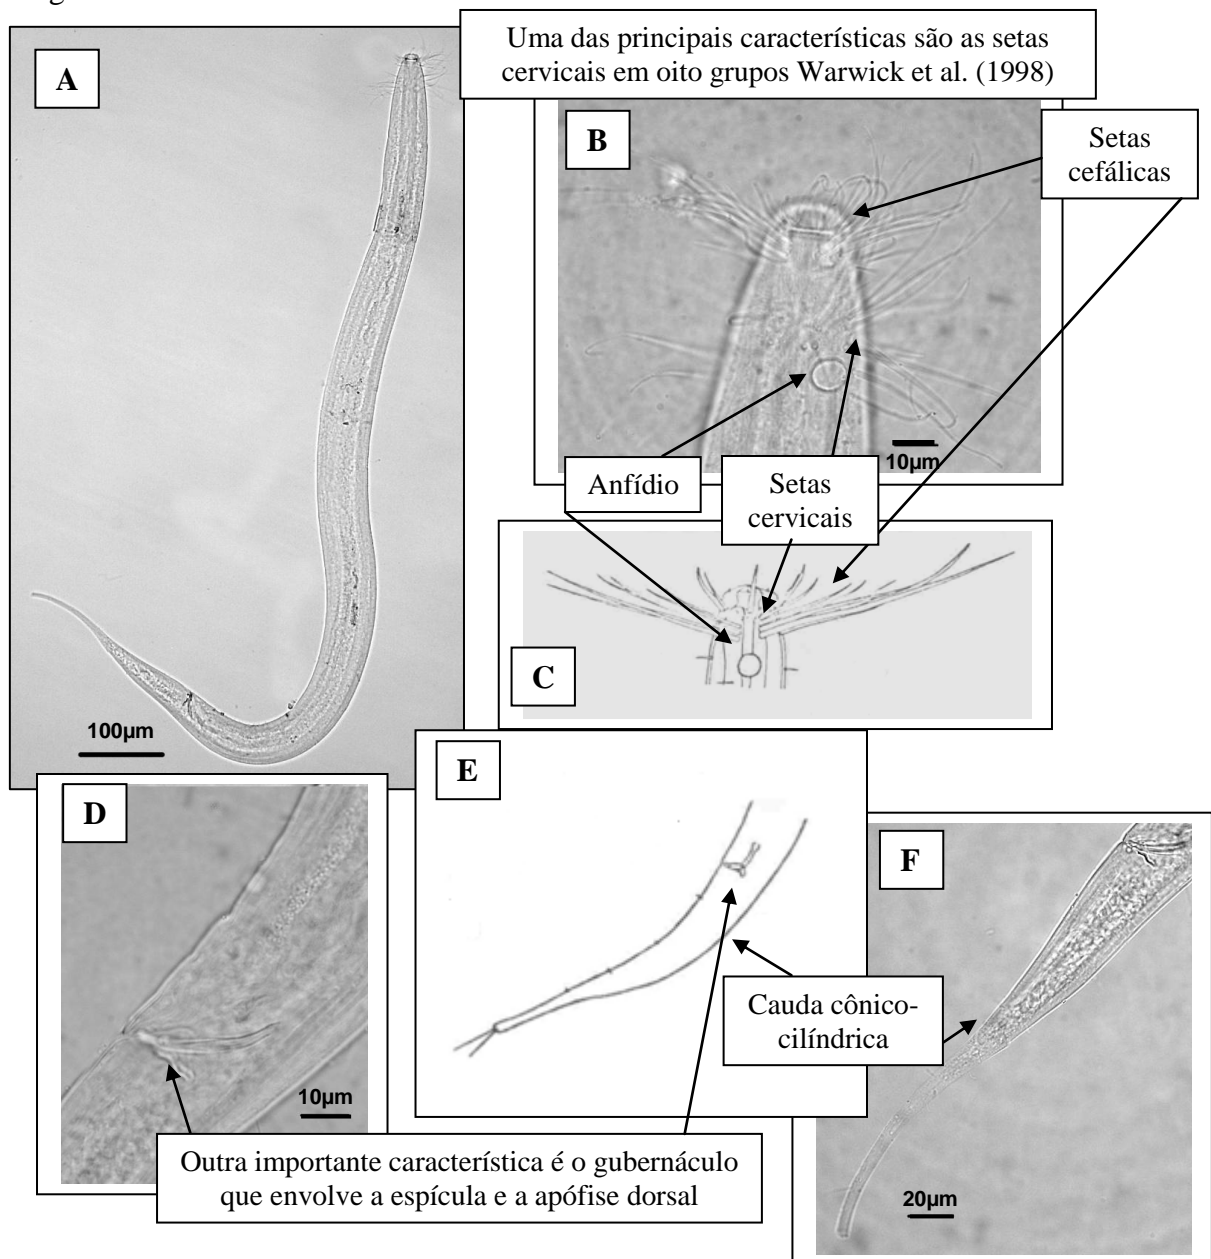 A
Uma das principais características são as setas
cervicais em oito grupos Warwick et al. (1998)
B
Setas
cefálicas
10µm
Anfídio
Setas
cervicais
C
100µm
D
E
F
Cauda cônico-
cilíndrica
10µm
Outra importante característica é o gubernáculo
que envolve a espícula e a apófise dorsal
20µm